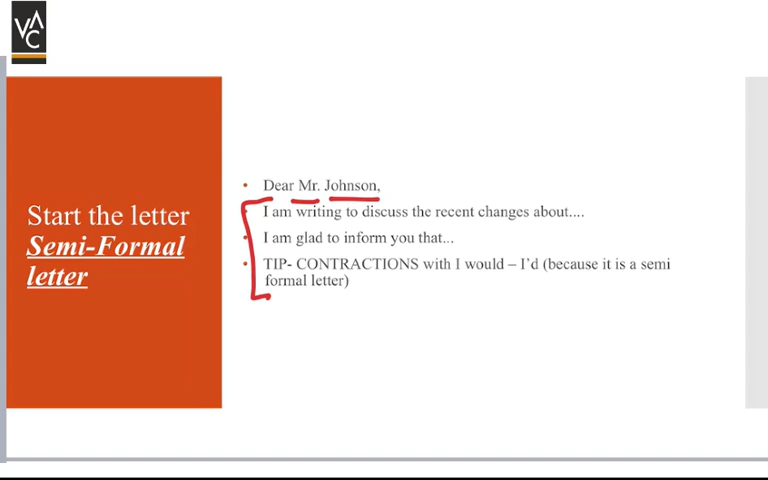 VAC
Start the letter
Semi-Formal
letter
• Dear Mr. Johnson,
• I am writing to discuss the recent changes about....
• I am glad to inform you that...
• TIP- CONTRACTIONS with I would – I'd (because it is a semi
formal letter)